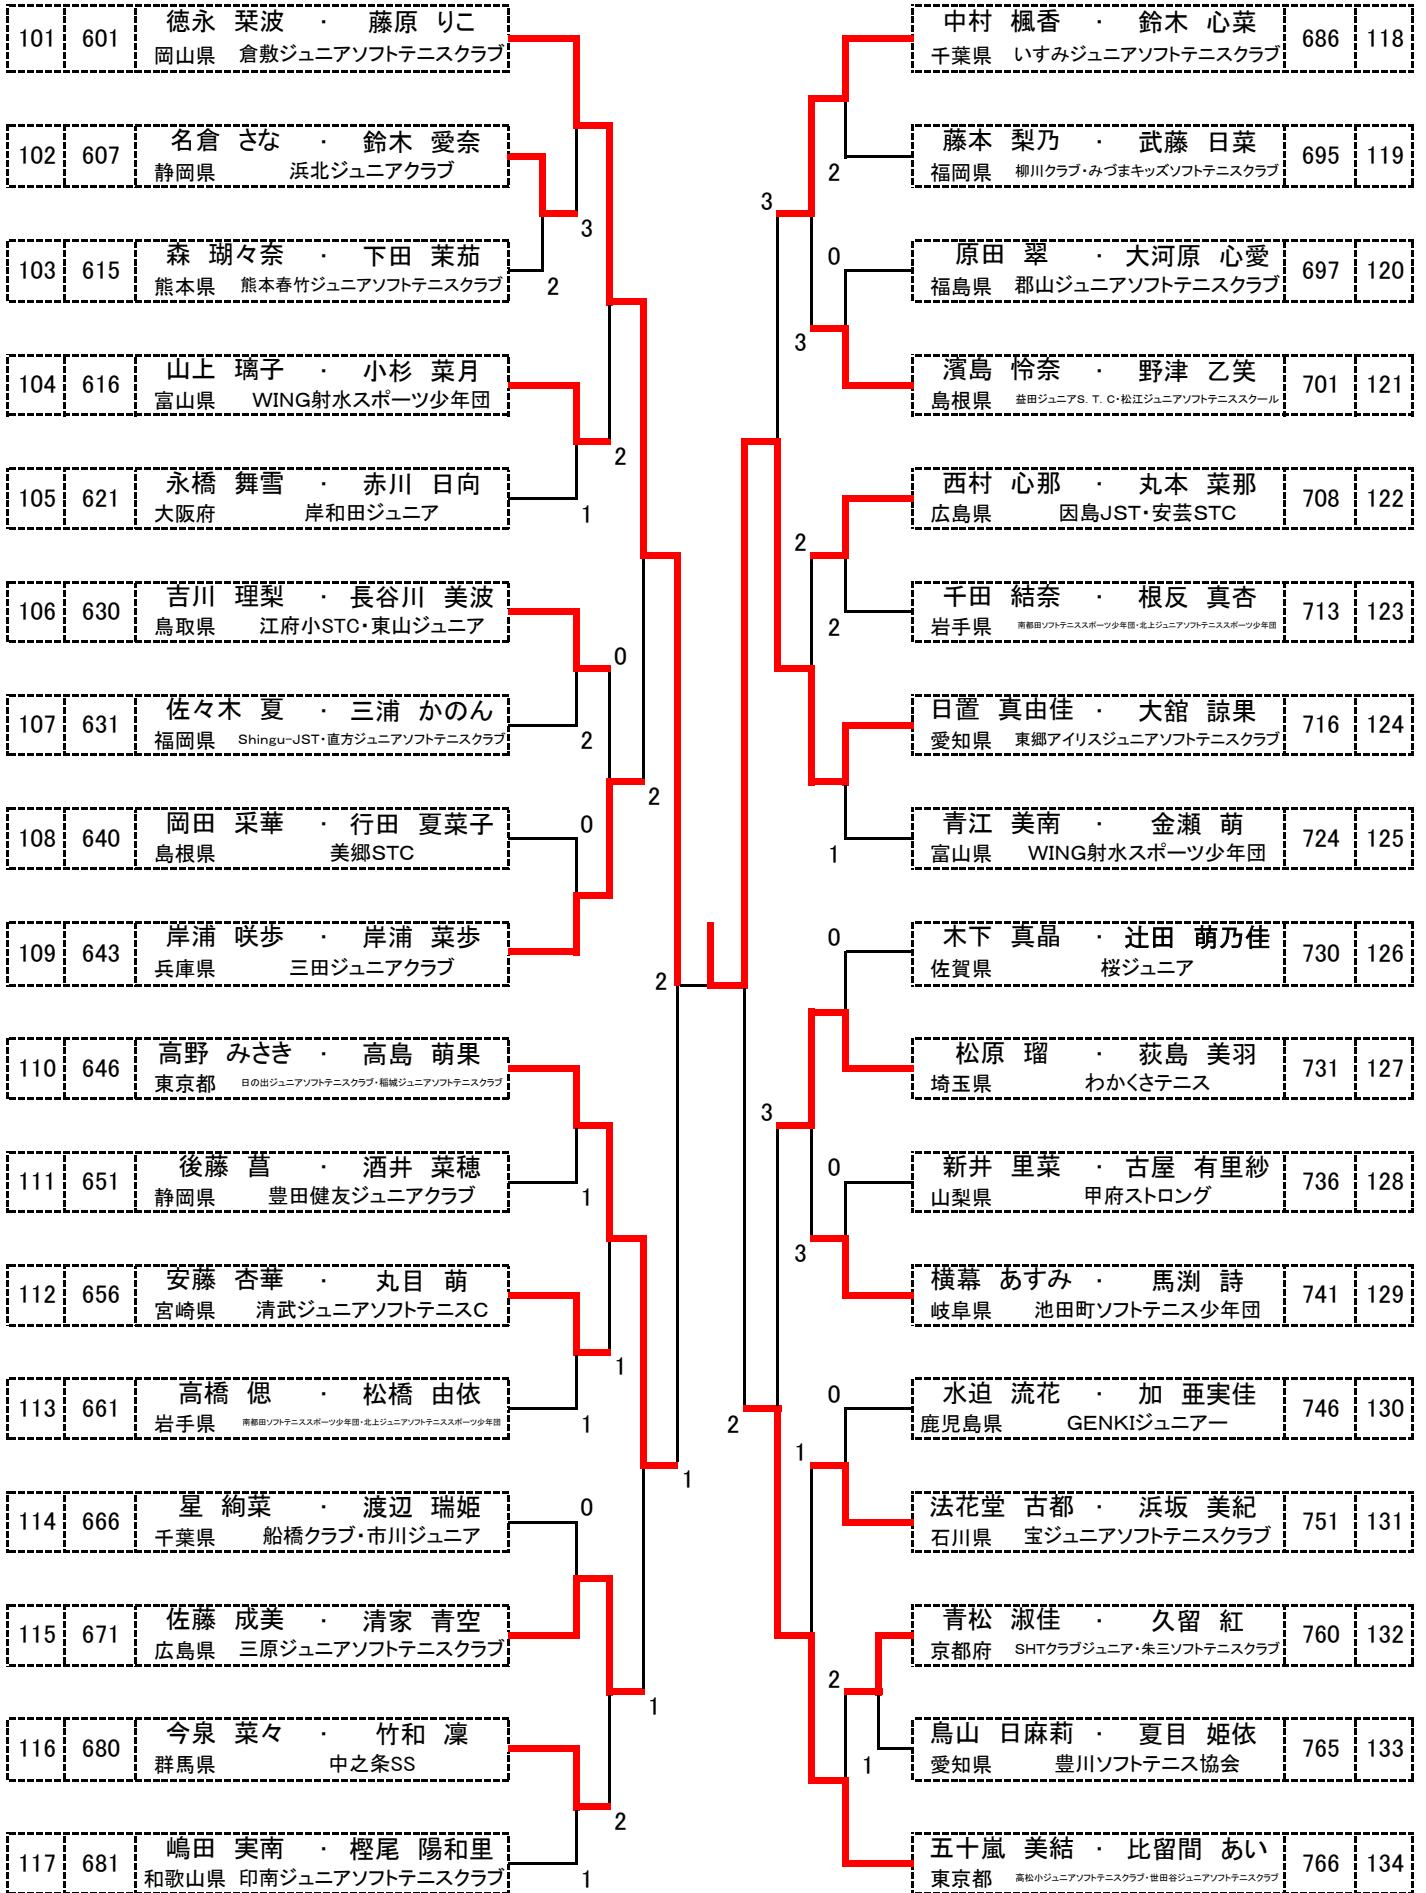 101 601 徳永 栞波 ・ 藤原 りこ
岡山県 倉敷ジュニアソフトテニスクラブ
102 607 名倉 さな ・ 鈴木 愛奈
静岡県 浜北ジュニアクラブ
3
103 615 森 瑚々奈 ・ 下田 茉茄
熊本県 熊本春竹ジュニアソフトテニスクラブ
2
104 616 山上 璃子 ・ 小杉 菜月
富山県 WING射水スポーツ少年団
2
105 621 永橋 舞雪 ・ 赤川 日向
大阪府 岸和田ジュニア
1
106 630 吉川 理梨 ・ 長谷川 美波
鳥取県 江府小STC・東山ジュニア
0
107 631 佐々木 夏 ・ 三浦 かのん
福岡県 Shingu-JST・直方ジュニアソフトテニスクラブ
2
2
108 640 岡田 采華 ・ 行田 夏菜子
島根県 美郷STC
0
109 643 岸浦 咲歩 ・ 岸浦 菜歩
兵庫県 三田ジュニアクラブ
2
110 646 高野 みさき ・ 高島 萌果
東京都 日の出ジュニアソフトテニスクラブ・稲城ジュニアソフトテニスクラブ
111 651 後藤 菖 ・ 酒井 菜穂
静岡県 豊田健友ジュニアクラブ
1
112 656 安藤 杏華 ・ 丸目 萌
宮崎県 清武ジュニアソフトテニスC
1
113 661 高橋 偲 ・ 松橋 由依
岩手県 南都田ソフトテニススポーツ少年団・北上ジュニアソフトテニススポーツ少年団
1
1
114 666 星 絢菜 ・ 渡辺 瑞姫
千葉県 船橋クラブ・市川ジュニア
0
115 671 佐藤 成美 ・ 清家 青空
広島県 三原ジュニアソフトテニスクラブ
1
116 680 今泉 菜々 ・ 竹和 凜
群馬県 中之条SS
2
117 681 嶋田 実南 ・ 樫尾 陽和里
和歌山県 印南ジュニアソフトテニスクラブ
1
中村 楓香 ・ 鈴木 心菜 686 118
千葉県 いすみジュニアソフトテニスクラブ
藤本 梨乃 ・ 武藤 日菜 695 119
福岡県 柳川クラブ・みづまキッズソフトテニスクラブ
2
3
原田 翠 ・ 大河原 心愛 697 120
福島県 郡山ジュニアソフトテニスクラブ
0
3
濱島 怜奈 ・ 野津 乙笑 701 121
島根県 益田ジュニアS.T.C・松江ジュニアソフトテニススクール
西村 心那 ・ 丸本 菜那 708 122
広島県 因島JST・安芸STC
2
千田 結奈 ・ 根反 真杏 713 123
岩手県 南都田ソフトテニススポーツ少年団・北上ジュニアソフトテニススポーツ少年団
2
日置 真由佳 ・ 大舘 諒果 716 124
愛知県 東郷アイリスジュニアソフトテニスクラブ
青江 美南 ・ 金瀬 萌 724 125
富山県 WING射水スポーツ少年団
1
木下 真晶 ・ 辻田 萌乃佳 730 126
佐賀県 桜ジュニア
0
松原 瑠 ・ 荻島 美羽 731 127
埼玉県 わかくさテニス
3
新井 里菜 ・ 古屋 有里紗 736 128
山梨県 甲府ストロング
0
3
横幕 あすみ ・ 馬渕 詩 741 129
岐阜県 池田町ソフトテニス少年団
水迫 流花 ・ 加 亜実佳 746 130
鹿児島県 GENKIジュニアー
0
2
1
法花堂 古都 ・ 浜坂 美紀 751 131
石川県 宝ジュニアソフトテニスクラブ
青松 淑佳 ・ 久留 紅 760 132
京都府 SHTクラブジュニア・朱三ソフトテニスクラブ
2
鳥山 日麻莉 ・ 夏目 姫依 765 133
愛知県 豊川ソフトテニス協会
1
五十嵐 美結 ・ 比留間 あい 766 134
東京都 高松小ジュニアソフトテニスクラブ・世田谷ジュニアソフトテニスクラブ